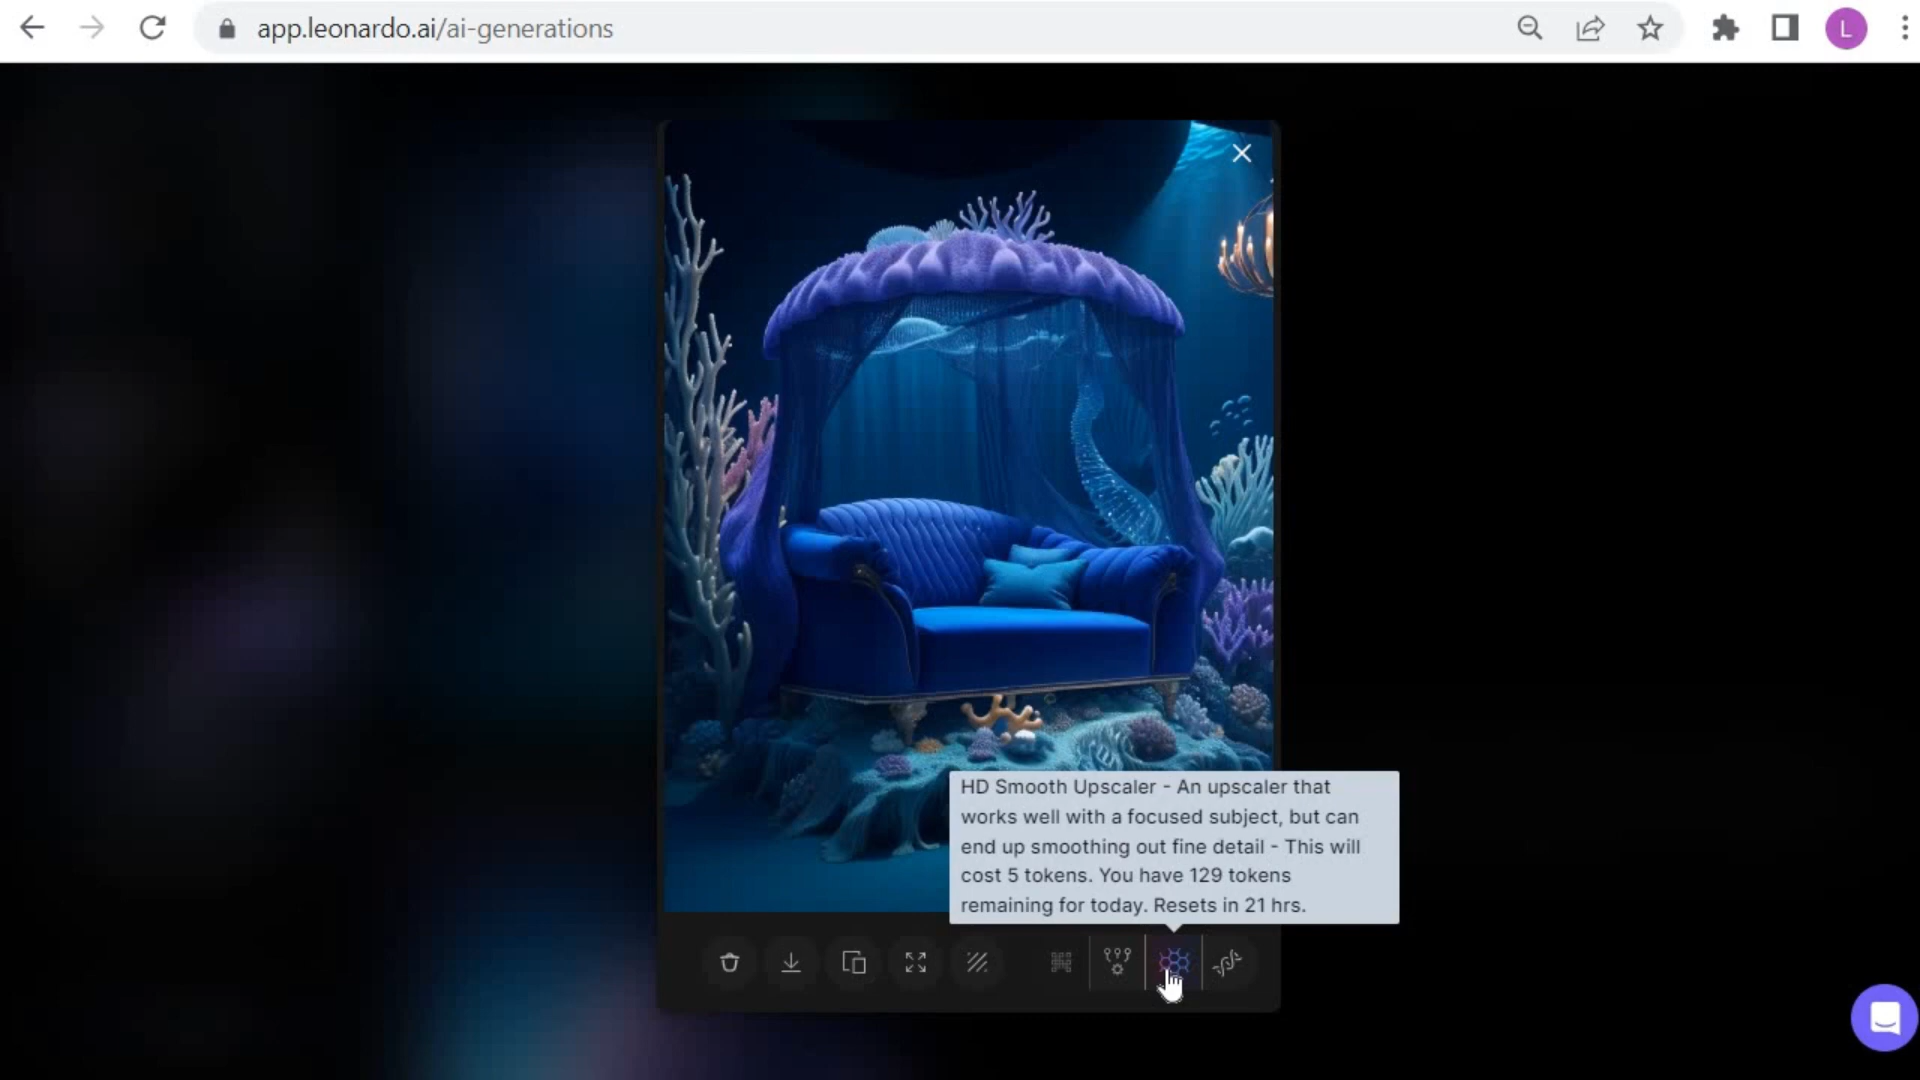 app.leonardo.ai/ai-generations
L
HD Smooth Upscaler - An upscaler that
works well with a focused subject, but can
end up smoothing out fine detail - This will
cost 5 tokens. You have 129 tokens
remaining for today. Resets in 21 hrs.